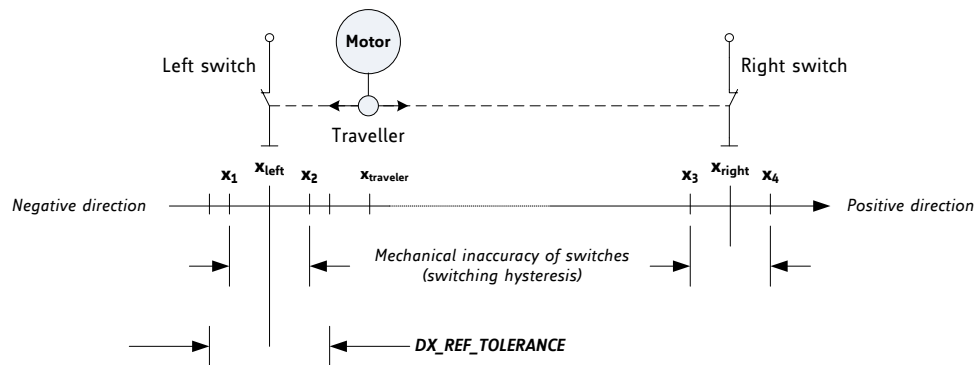 Motor
Left switch
Right switch
Traveller
x1
xleft
x2
xtraveler
x3
xright
x4
Negative direction
Positive direction
Mechanical inaccuracy of switches
(switching hysteresis)
DX_REF_TOLERANCE